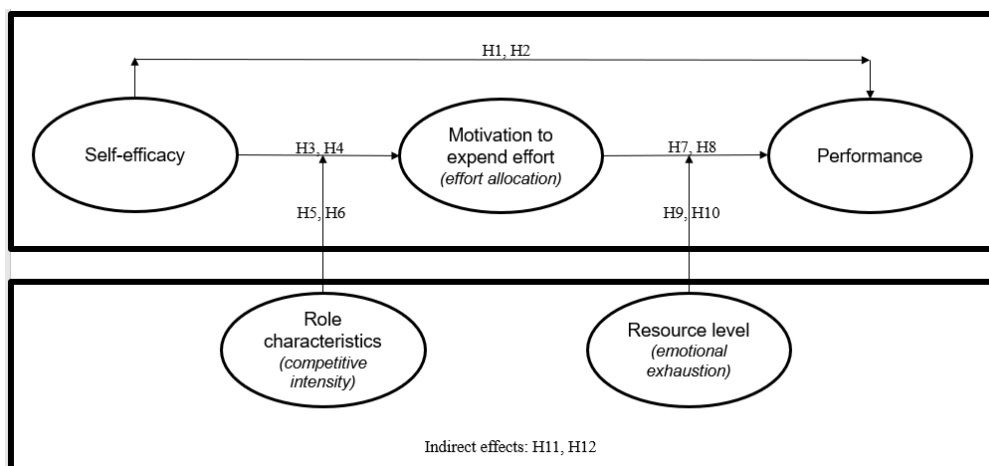 H1, H2
Self-efficacy
H3, H4
Motivation to
expend effort
(effort allocation)
H7, H8
Performance
H5, H6
H9, H10
Role
characteristics
(competitive
intensity)
Resource level
(emotional
exhaustion)
Indirect effects: H11, H12